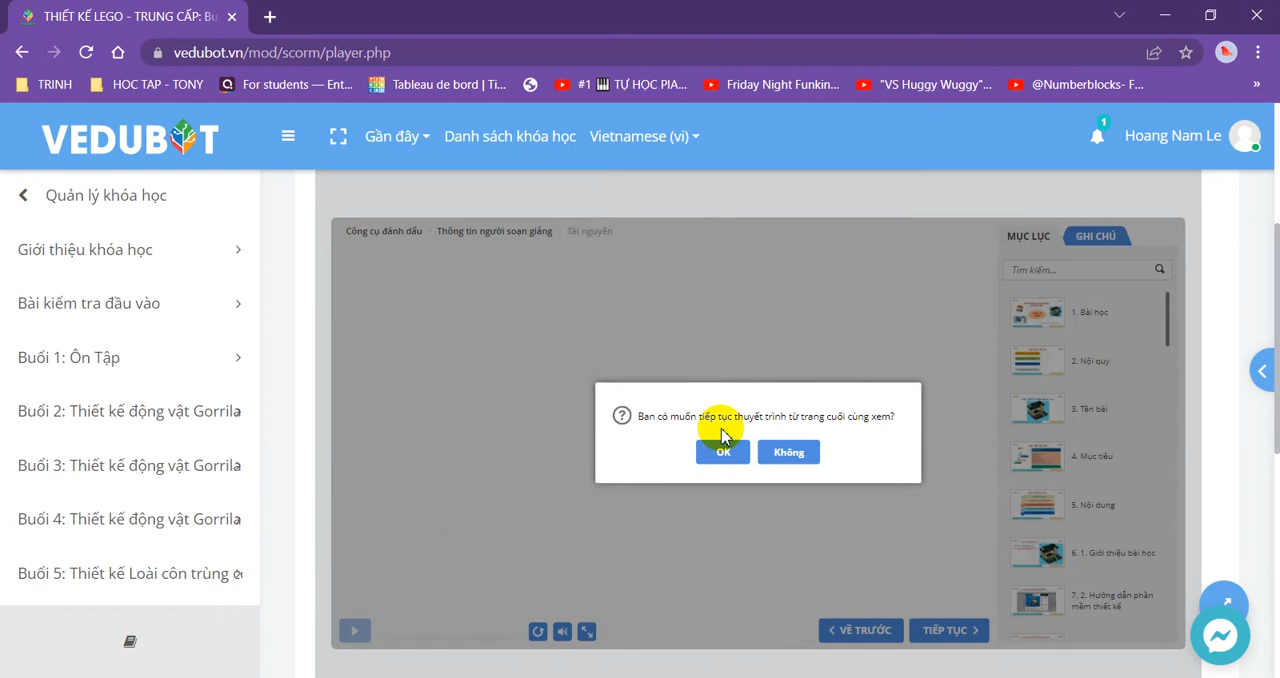 THIẾT KẾ LEGO - TRUNG CẤP: Bu
vedubot.vn/mod/scorm/player.php
TRINH
HOC TAP - TONY
For students — Ent...
Tableau de bord | Ti...
#1 TỰ HỌC PIA...
Friday Night Funkin...
"VS Huggy Wuggy"...
@Numberblocks- F...
»
VEDUBOT
Gần đây
Danh sách khóa học
Vietnamese (vi)
1
Hoang Nam Le
Quản lý khóa học
Giới thiệu khóa học
Bài kiểm tra đầu vào
Buổi 1: Ôn Tập
Buổi 2: Thiết kế động vật Gorrila
Buổi 3: Thiết kế động vật Gorrila
Buổi 4: Thiết kế động vật Gorrila
Buổi 5: Thiết kế Loài côn trùng
Công cụ đánh dấu
Thông tin người soạn giảng
Tài nguyên
MỤC LỤC
GHI CHÚ
Tìm kiếm...
1. Bài học
2. Nội quy
3. Tên bài
4. Mục tiêu
5. Nội dung
6. 1. Giới thiệu bài học
7. 2. Hướng dẫn phần
mềm thiết kế
Bạn có muốn tiếp tục thuyết trình từ trang cuối cùng xem?
OK
Không
VỀ TRƯỚC
TIẾP TỤC